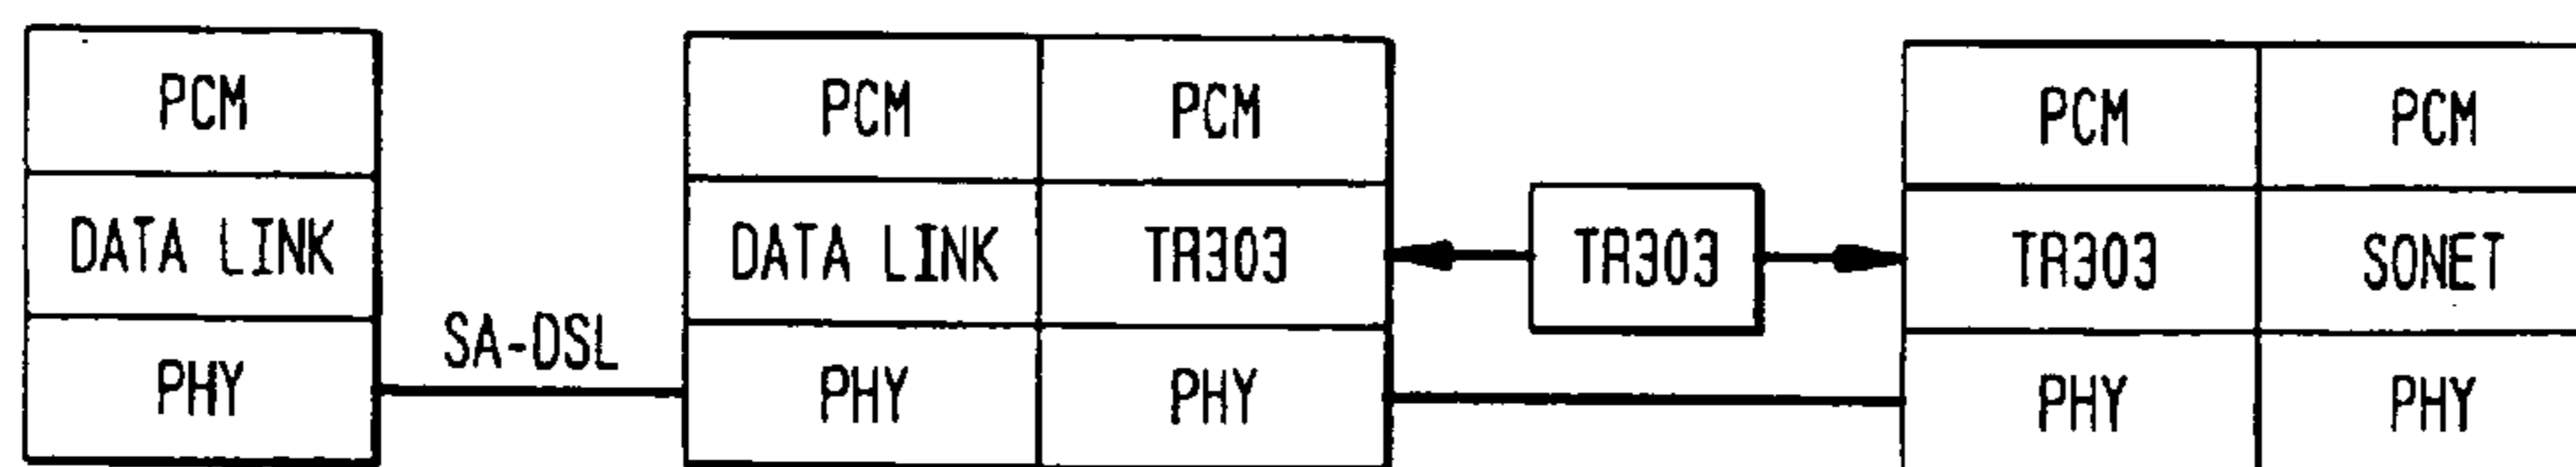 PCM
DATA LINK
PHY
SA-DSL
PCM PCM
DATA LINK TR303
PHY PHY
TR303
PCM PCM
TR303 SONET
PHY PHY